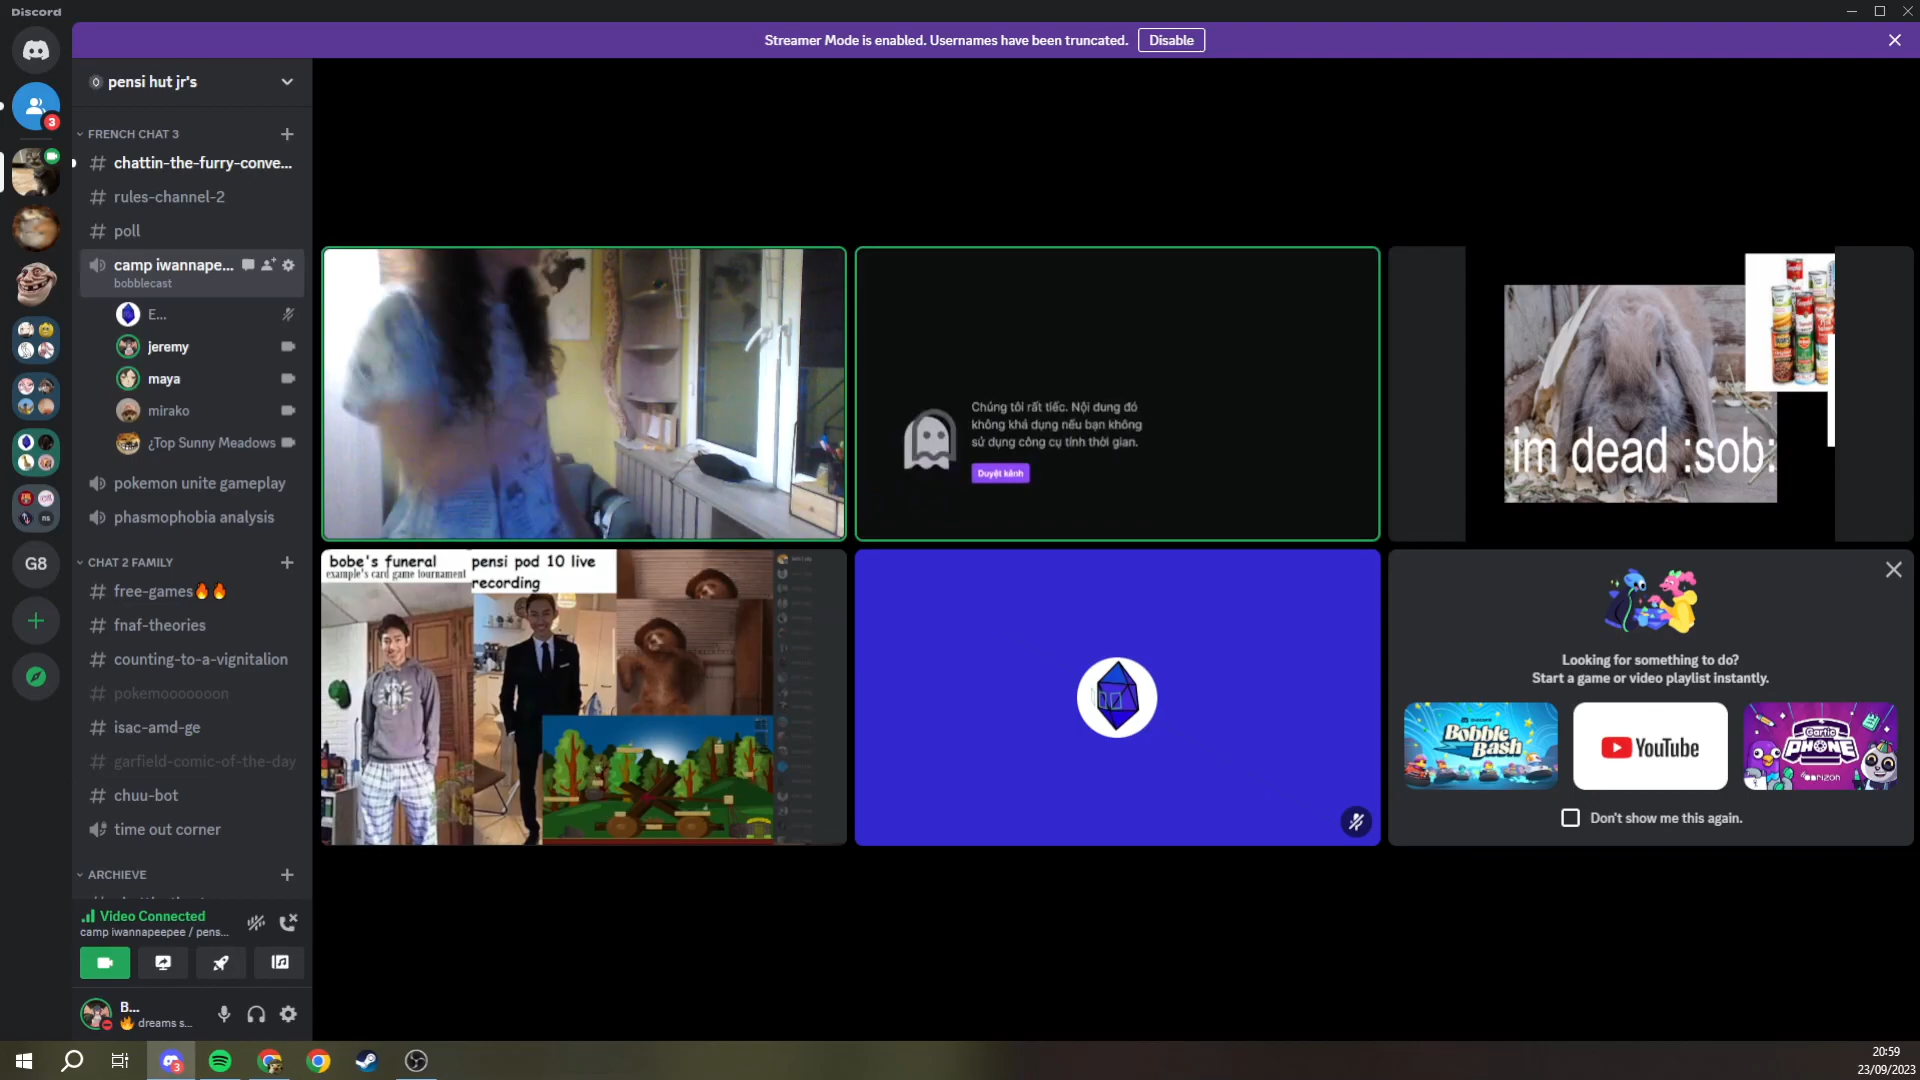 Discord
Streamer Mode is enabled. Usernames have been truncated.
Disable
pensi hut jr's
3
FRENCH CHAT 3
chattin-the-furry-conve...
rules-channel-2
poll
camp iwannape...
bobblecast
E...
jeremy
maya
mirako
¿Top Sunny Meadows
pokemon unite gameplay
phasmophobia analysis
CHAT 2 FAMILY
free-games🔥🔥
fnaf-theories
counting-to-a-vignitalion
pokemooooooon
isac-amd-ge
garfield-comic-of-the-day
chuu-bot
time out corner
ARCHIEVE
G8
ns
Video Connected
camp iwannapeepee / pens...
B...
🔥 dreams s...
Chúng tôi rất tiếc. Nội dung đó
không khả dụng nếu bạn không
sử dụng công cụ tính thời gian.
Duyệt kênh
im dead :sob:
bobe's funeral
example's card game tournament
pensi pod 10 live
recording
Looking for something to do?
Start a game or video playlist instantly.
Bobble
Bash
YouTube
Gartic
PHONE
Don't show me this again.
3
20:59
23/09/2023